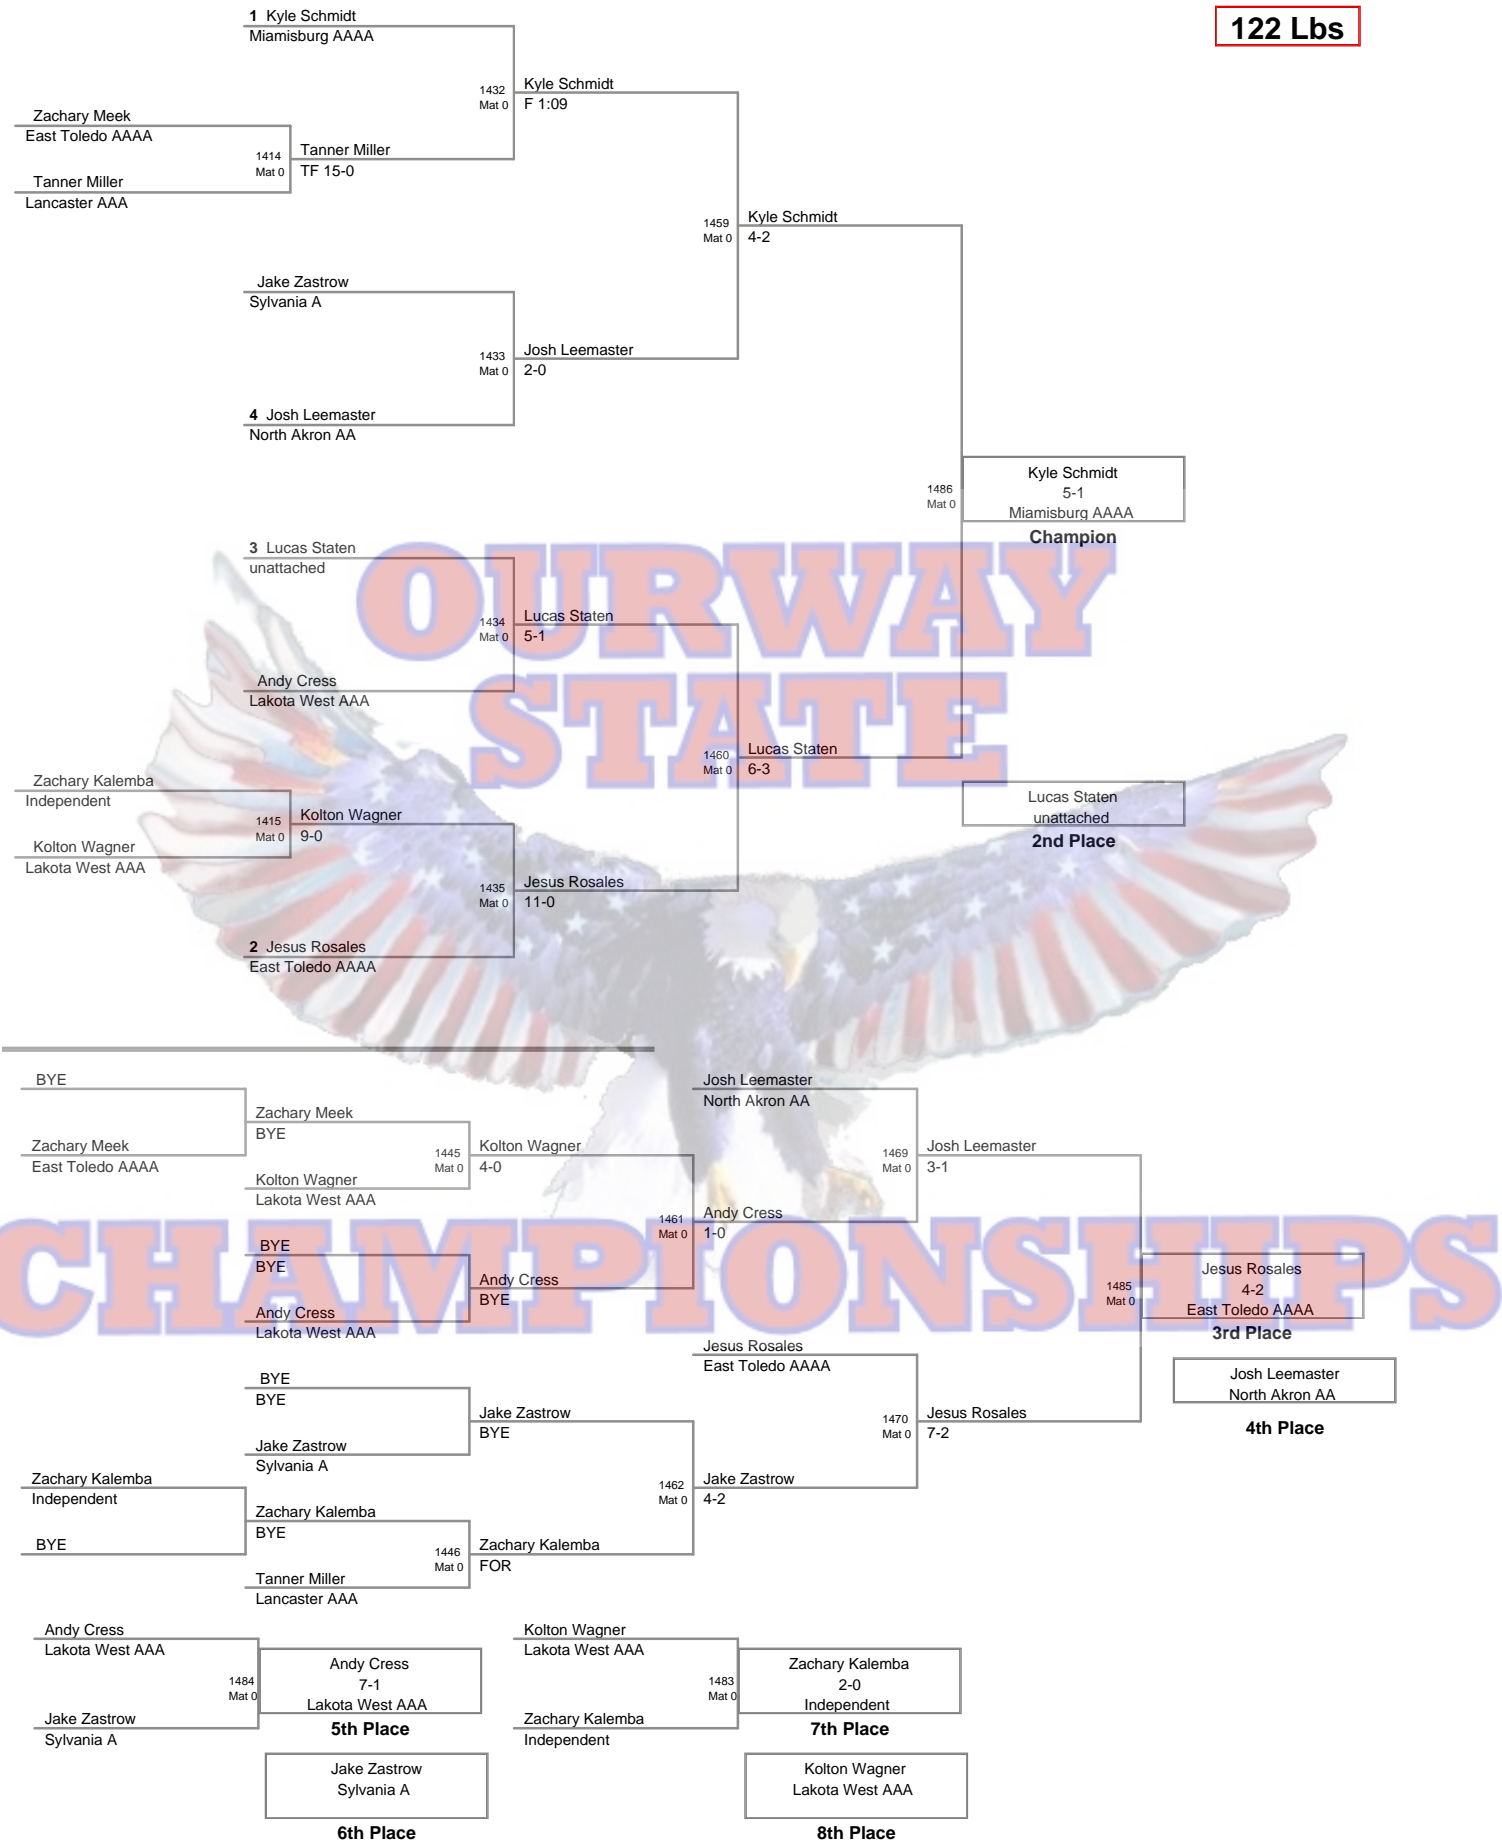 122 Lbs
1 Kyle Schmidt
Miamisburg AAAA
1432
Mat 0
Kyle Schmidt
F 1:09
Zachary Meek
East Toledo AAAA
1414
Mat 0
Tanner Miller
TF 15-0
Tanner Miller
Lancaster AAA
1459
Mat 0
Kyle Schmidt
4-2
Jake Zastrow
Sylvania A
1433
Mat 0
Josh Leemaster
2-0
4 Josh Leemaster
North Akron AA
1486
Mat 0
Kyle Schmidt
5-1
Miamisburg AAAA
Champion
OURWAY
STATE
3 Lucas Staten
unattached
1434
Mat 0
Lucas Staten
5-1
Andy Cress
Lakota West AAA
1460
Mat 0
Lucas Staten
6-3
Zachary Kalemba
Independent
1415
Mat 0
Kolton Wagner
9-0
Kolton Wagner
Lakota West AAA
Lucas Staten
unattached
2nd Place
1435
Mat 0
Jesus Rosales
11-0
2 Jesus Rosales
East Toledo AAAA
BYE
Zachary Meek
BYE
Zachary Meek
East Toledo AAAA
1445
Mat 0
Kolton Wagner
4-0
Kolton Wagner
Lakota West AAA
Josh Leemaster
North Akron AA
1469
Mat 0
Josh Leemaster
3-1
1461
Mat 0
Andy Cress
1-0
CHAMPIONSHIPS
BYE
BYE
Andy Cress
BYE
Andy Cress
Lakota West AAA
1485
Mat 0
Jesus Rosales
4-2
East Toledo AAAA
3rd Place
Josh Leemaster
North Akron AA
4th Place
Jesus Rosales
East Toledo AAAA
BYE
BYE
Jake Zastrow
BYE
Jake Zastrow
Sylvania A
1470
Mat 0
Jesus Rosales
7-2
1462
Mat 0
Jake Zastrow
4-2
Zachary Kalemba
Independent
Zachary Kalemba
BYE
BYE
1446
Mat 0
Zachary Kalemba
FOR
Tanner Miller
Lancaster AAA
Andy Cress
Lakota West AAA
1484
Mat 0
Andy Cress
7-1
Lakota West AAA
5th Place
Jake Zastrow
Sylvania A
Jake Zastrow
Sylvania A
6th Place
Kolton Wagner
Lakota West AAA
1483
Mat 0
Zachary Kalemba
2-0
Independent
7th Place
Zachary Kalemba
Independent
Kolton Wagner
Lakota West AAA
8th Place